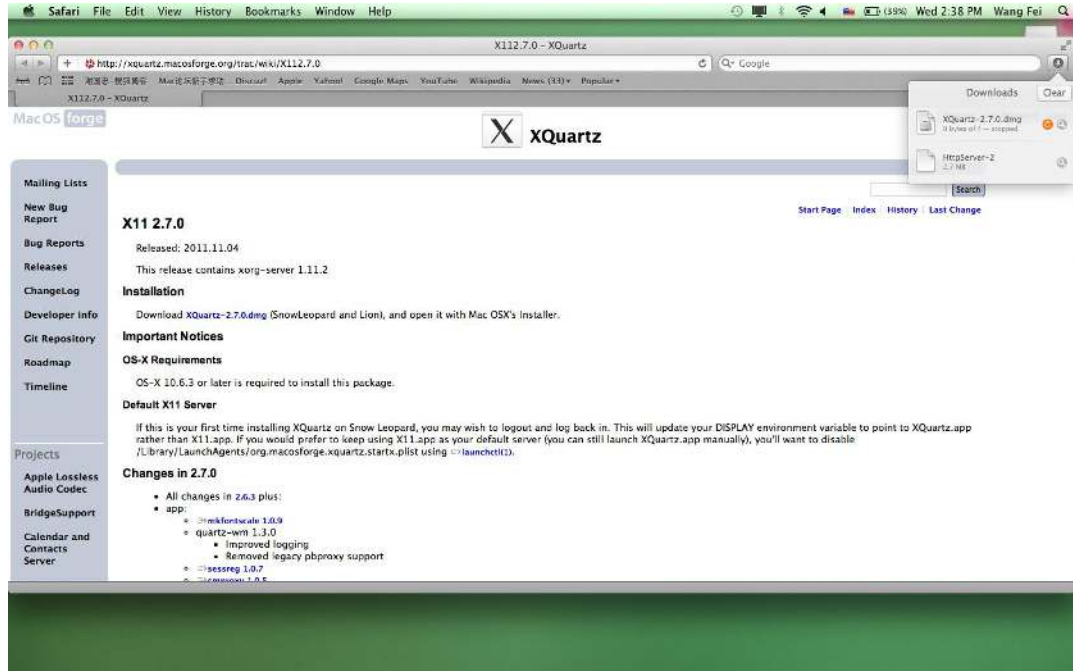 Safari File Edit View History Bookmarks Window Help (39%) Wed 2:38 PM Wang Fei
X112.7.0 – XQuartz
http://xquartz.macosforge.org/trac/wiki/X112.7.0
Google
Discuz! Apple Yahoo! Google Maps YouTube Wikipedia News (33) Popular
X112.7.0 – XQuartz
Downloads Clear
XQuartz-2.7.0.dmg
0 bytes of ? — stopped
HttpServer-2
2.7 MB
Mac OS forge
X XQuartz
Search
Start Page Index History Last Change
Mailing Lists
New Bug
Report
Bug Reports
Releases
ChangeLog
Developer Info
Git Repository
Roadmap
Timeline
Projects
Apple Lossless
Audio Codec
BridgeSupport
Calendar and
Contacts
Server
X11 2.7.0
Released: 2011.11.04
This release contains xorg-server 1.11.2
Installation
Download XQuartz-2.7.0.dmg (SnowLeopard and Lion), and open it with Mac OSX's Installer.
Important Notices
OS-X Requirements
OS-X 10.6.3 or later is required to install this package.
Default X11 Server
If this is your first time installing XQuartz on Snow Leopard, you may wish to logout and log back in. This will update your DISPLAY environment variable to point to XQuartz.app
rather than X11.app. If you would prefer to keep using X11.app as your default server (you can still launch XQuartz.app manually), you'll want to disable
/Library/LaunchAgents/org.macosforge.xquartz.startx.plist using launchctl(1).
Changes in 2.7.0
All changes in 2.6.3 plus:
app:
mkfontscale 1.0.9
quartz-wm 1.3.0
Improved logging
Removed legacy pbproxy support
sessreg 1.0.7